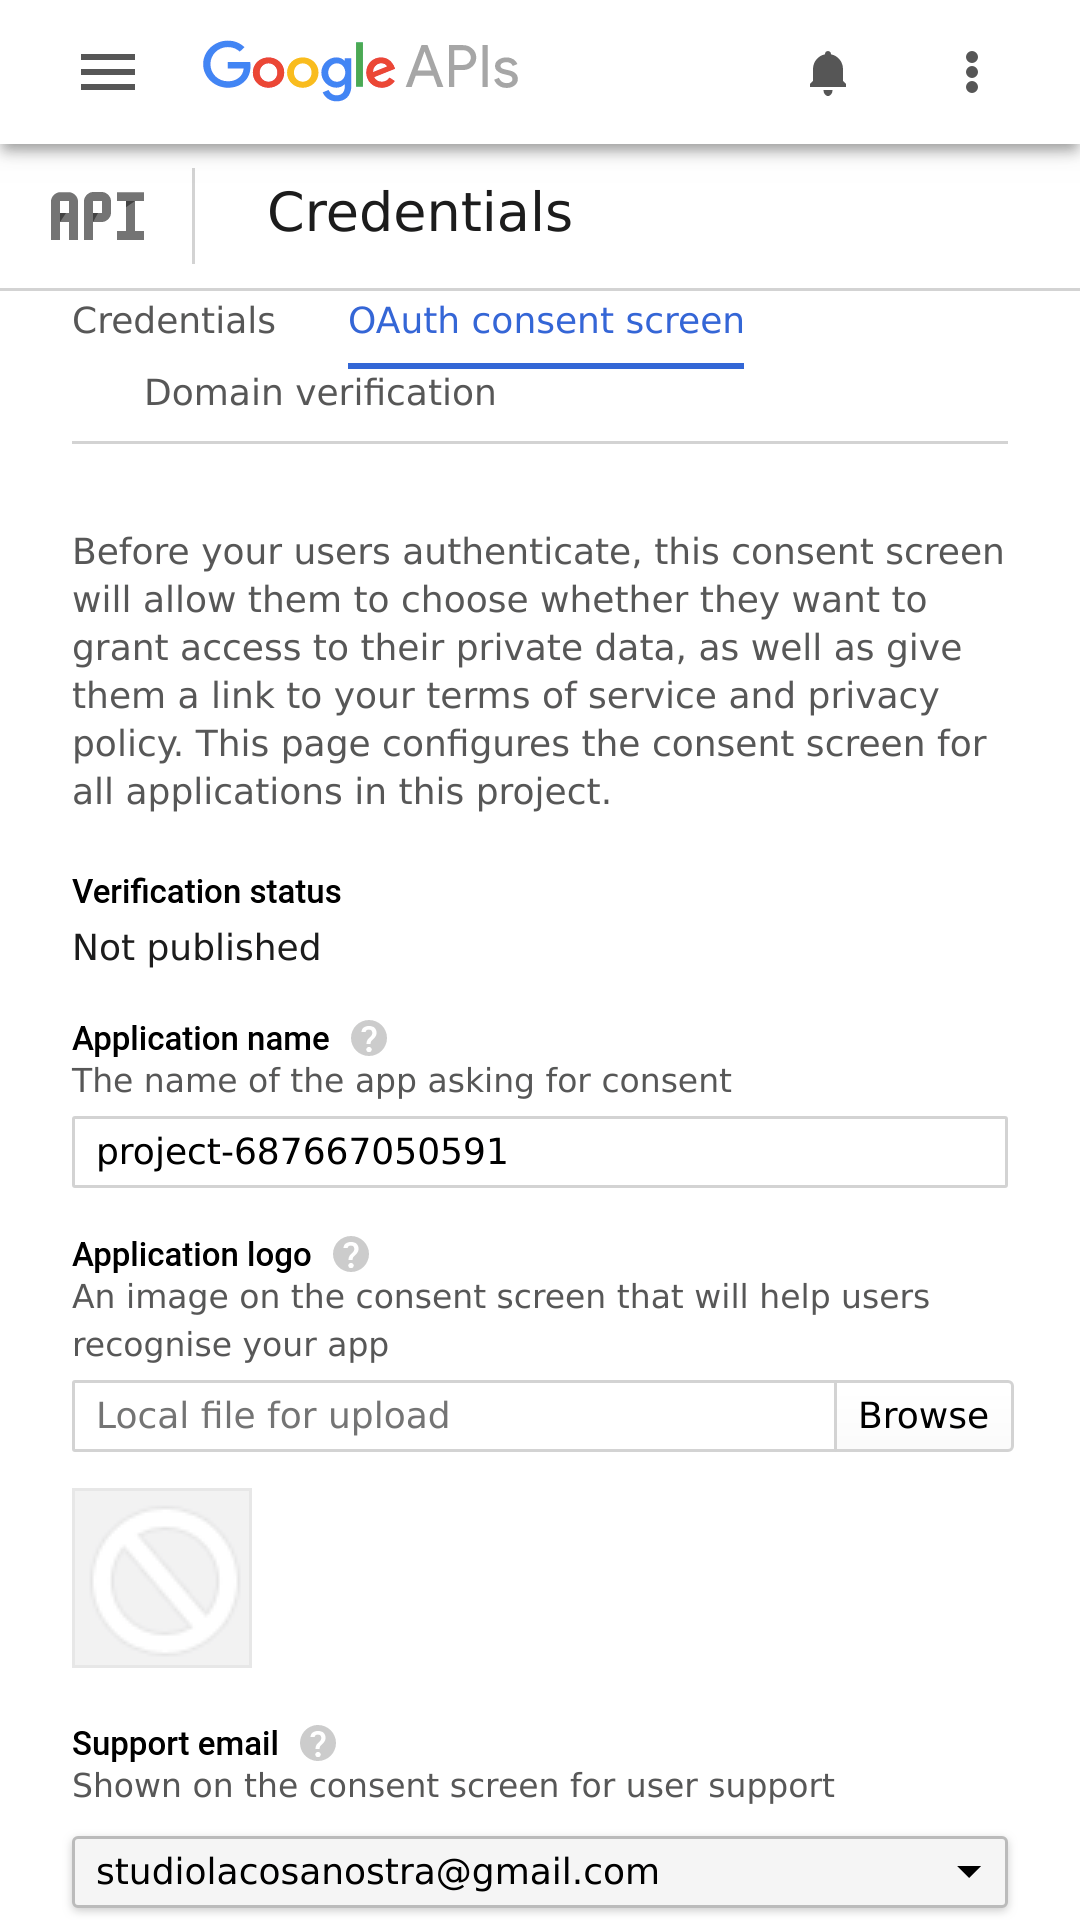 Google APIs
API
Credentials
Credentials OAuth consent screen
Domain verification
Before your users authenticate, this consent screen
will allow them to choose whether they want to
grant access to their private data, as well as give
them a link to your terms of service and privacy
policy. This page configures the consent screen for
all applications in this project.
Verification status
Not published
Application name ?
The name of the app asking for consent
project-687667050591
Application logo ?
An image on the consent screen that will help users
recognise your app
Local file for upload Browse
Support email ?
Shown on the consent screen for user support
studiolacosanostra@gmail.com